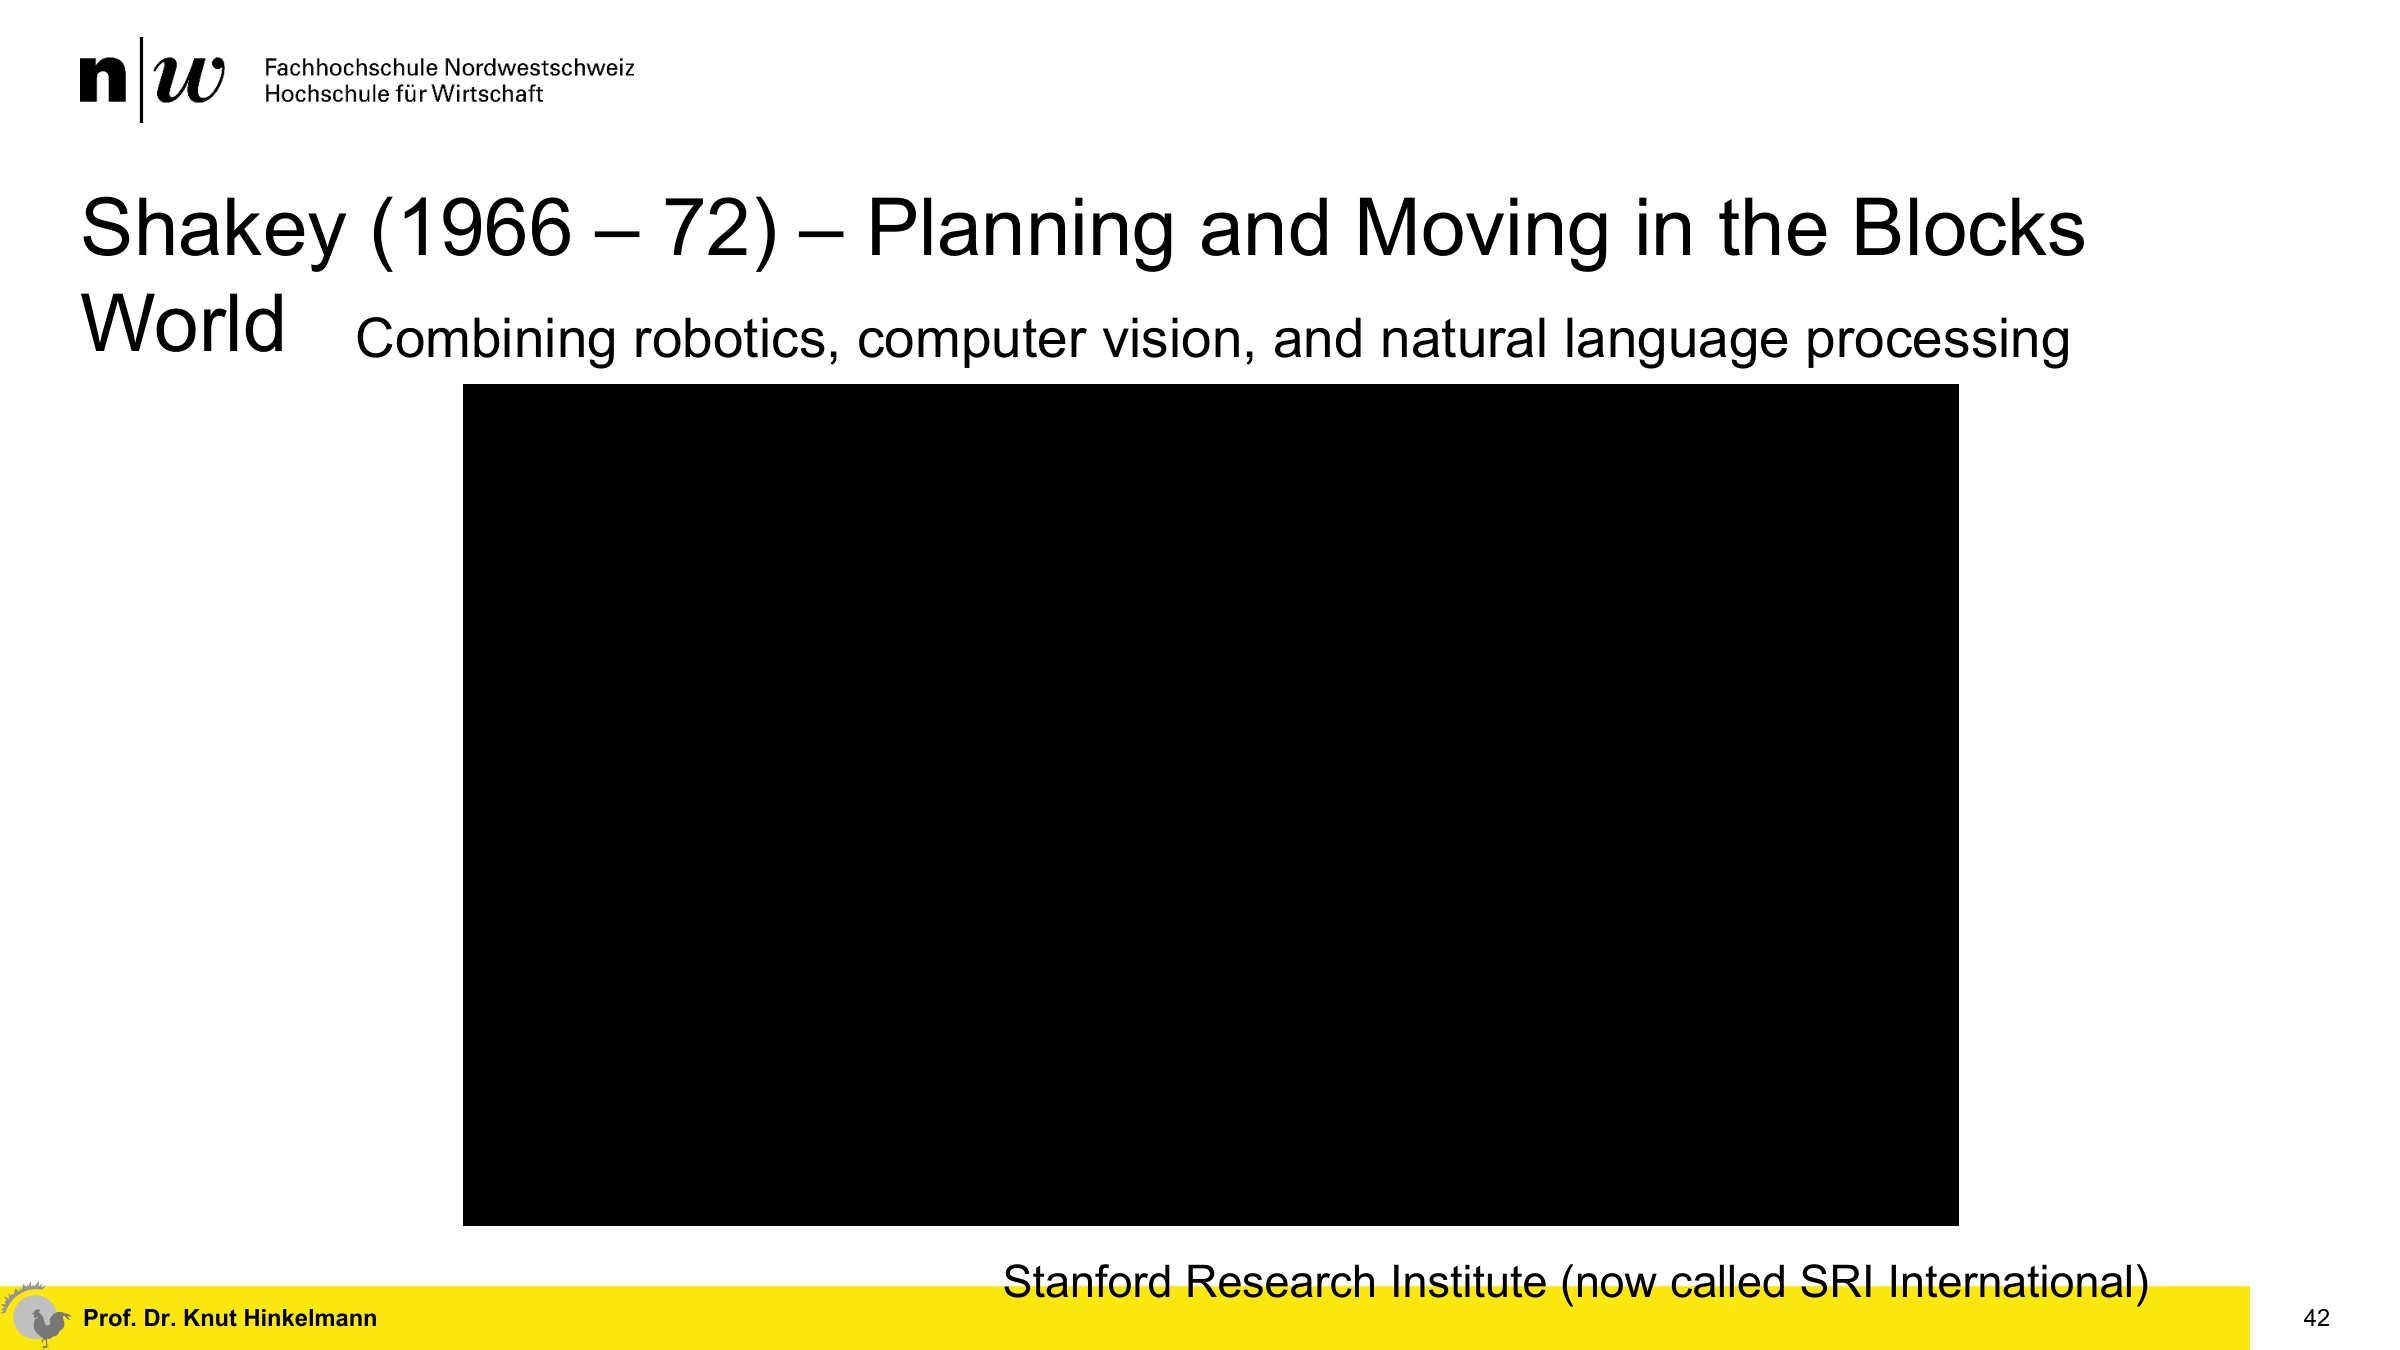 n|w Fachhochschule Nordwestschweiz
Hochschule für Wirtschaft
Shakey (1966 – 72) – Planning and Moving in the Blocks
World
Combining robotics, computer vision, and natural language processing
Stanford Research Institute (now called SRI International)
Prof. Dr. Knut Hinkelmann
42